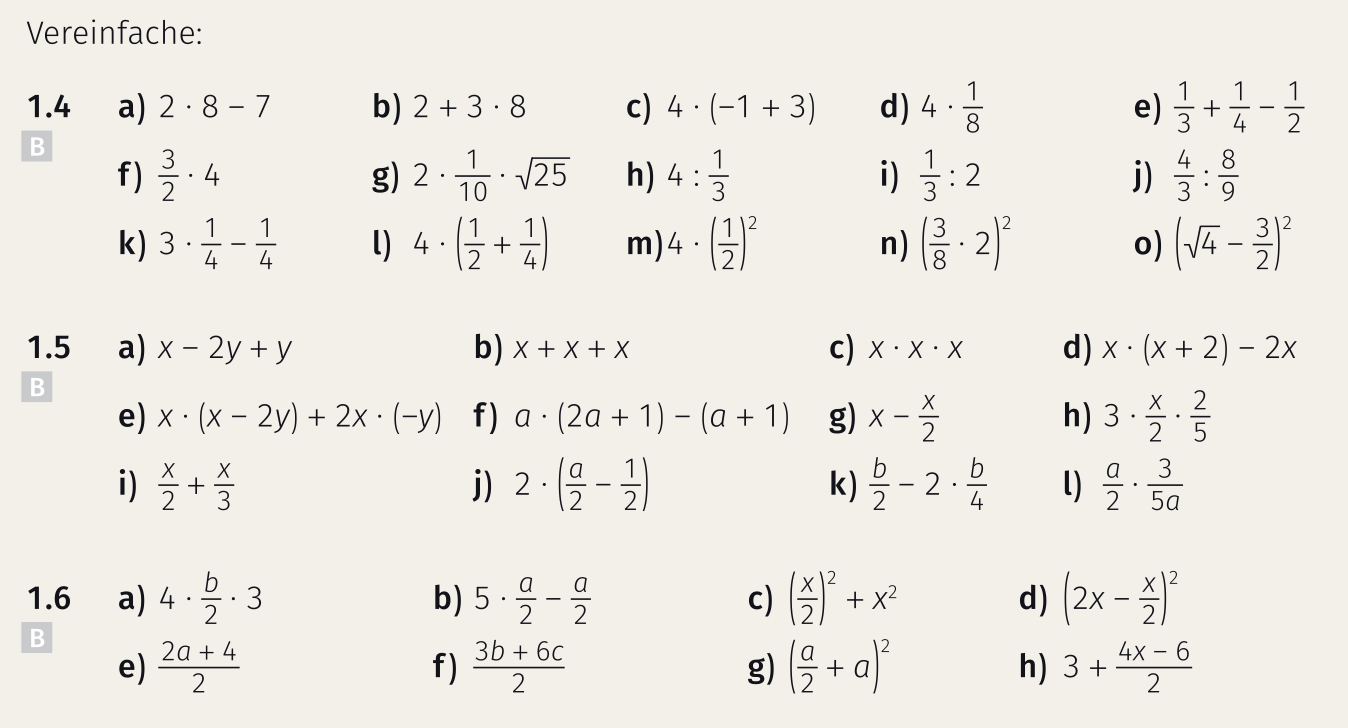 Vereinfache:
1.4 a) 2 · 8 − 7 b) 2 + 3 · 8 c) 4 · (−1 + 3) d) 4 · 1/8 e) 1/3 + 1/4 − 1/2
B
f) 3/2 · 4 g) 2 · 1/10 · √25 h) 4 : 1/3 i) 1/3 : 2 j) 4/3 : 8/9
k) 3 · 1/4 − 1/4 l) 4 · (1/2 + 1/4) m) 4 · (1/2)² n) (3/8 · 2)² o) (√4 − 3/2)²
1.5 a) x − 2y + y b) x + x + x c) x · x · x d) x · (x + 2) − 2x
B
e) x · (x − 2y) + 2x · (−y) f) a · (2a + 1) − (a + 1) g) x − x/2 h) 3 · x/2 · 2/5
i) x/2 + x/3 j) 2 · (a/2 − 1/2) k) b/2 − 2 · b/4 l) a/2 · 3/5a
1.6 a) 4 · b/2 · 3 b) 5 · a/2 − a/2 c) (x/2)² + x² d) (2x − x/2)²
B
e) (2a + 4)/2 f) (3b + 6c)/2 g) (a/2 + a)² h) 3 + (4x − 6)/2